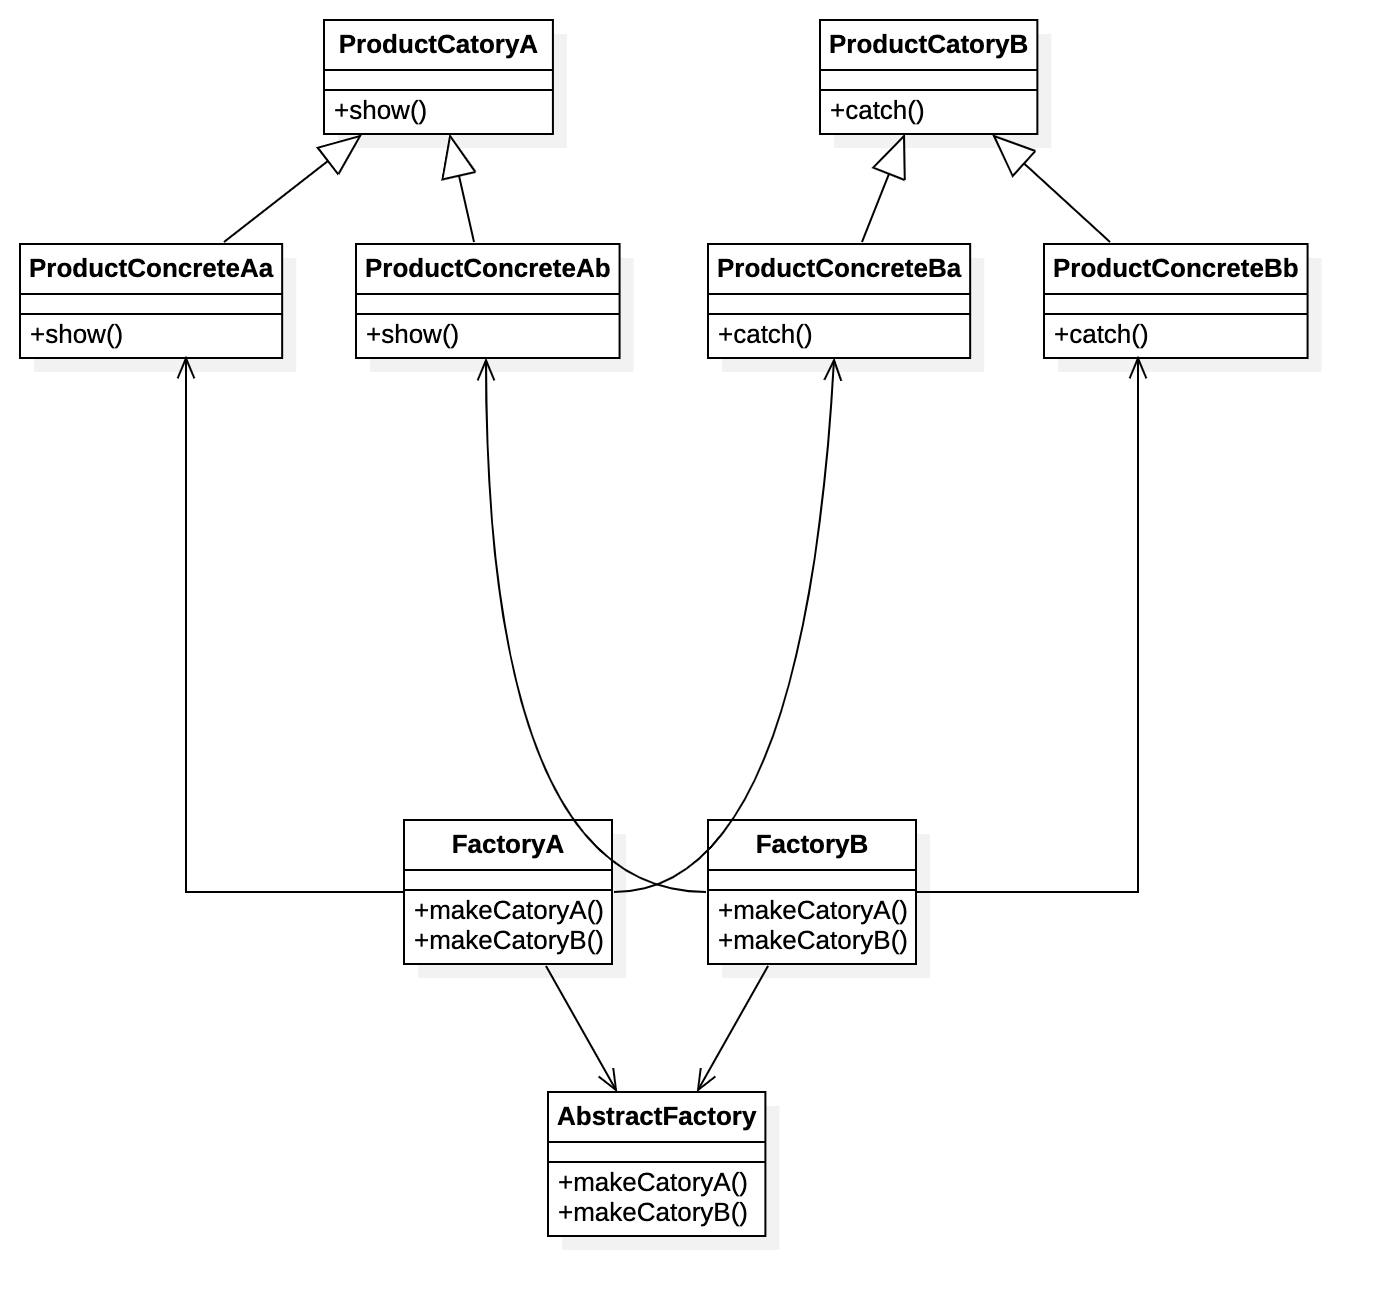 ProductCatoryA
+show()
ProductCatoryB
+catch()
ProductConcreteAa
+show()
ProductConcreteAb
+show()
ProductConcreteBa
+catch()
ProductConcreteBb
+catch()
FactoryA
+makeCatoryA()
+makeCatoryB()
FactoryB
+makeCatoryA()
+makeCatoryB()
AbstractFactory
+makeCatoryA()
+makeCatoryB()